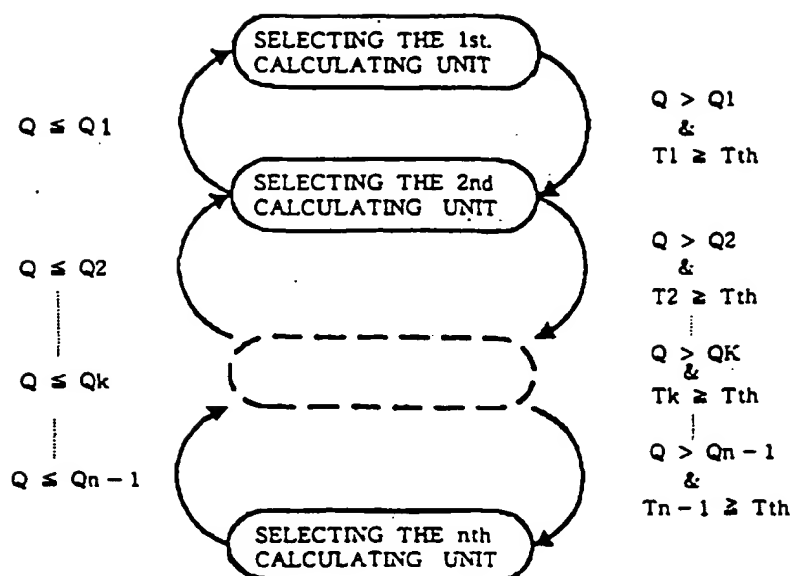 SELECTING THE 1st.
CALCULATING UNIT
Q ≦ Q1
Q > Q1
&
T1 ≧ Tth
SELECTING THE 2nd
CALCULATING UNIT
Q ≦ Q2
Q > Q2
&
T2 ≧ Tth
Q ≦ Qk
Q > QK
&
Tk ≧ Tth
Q ≦ Qn-1
Q > Qn-1
&
Tn-1 ≧ Tth
SELECTING THE nth
CALCULATING UNIT